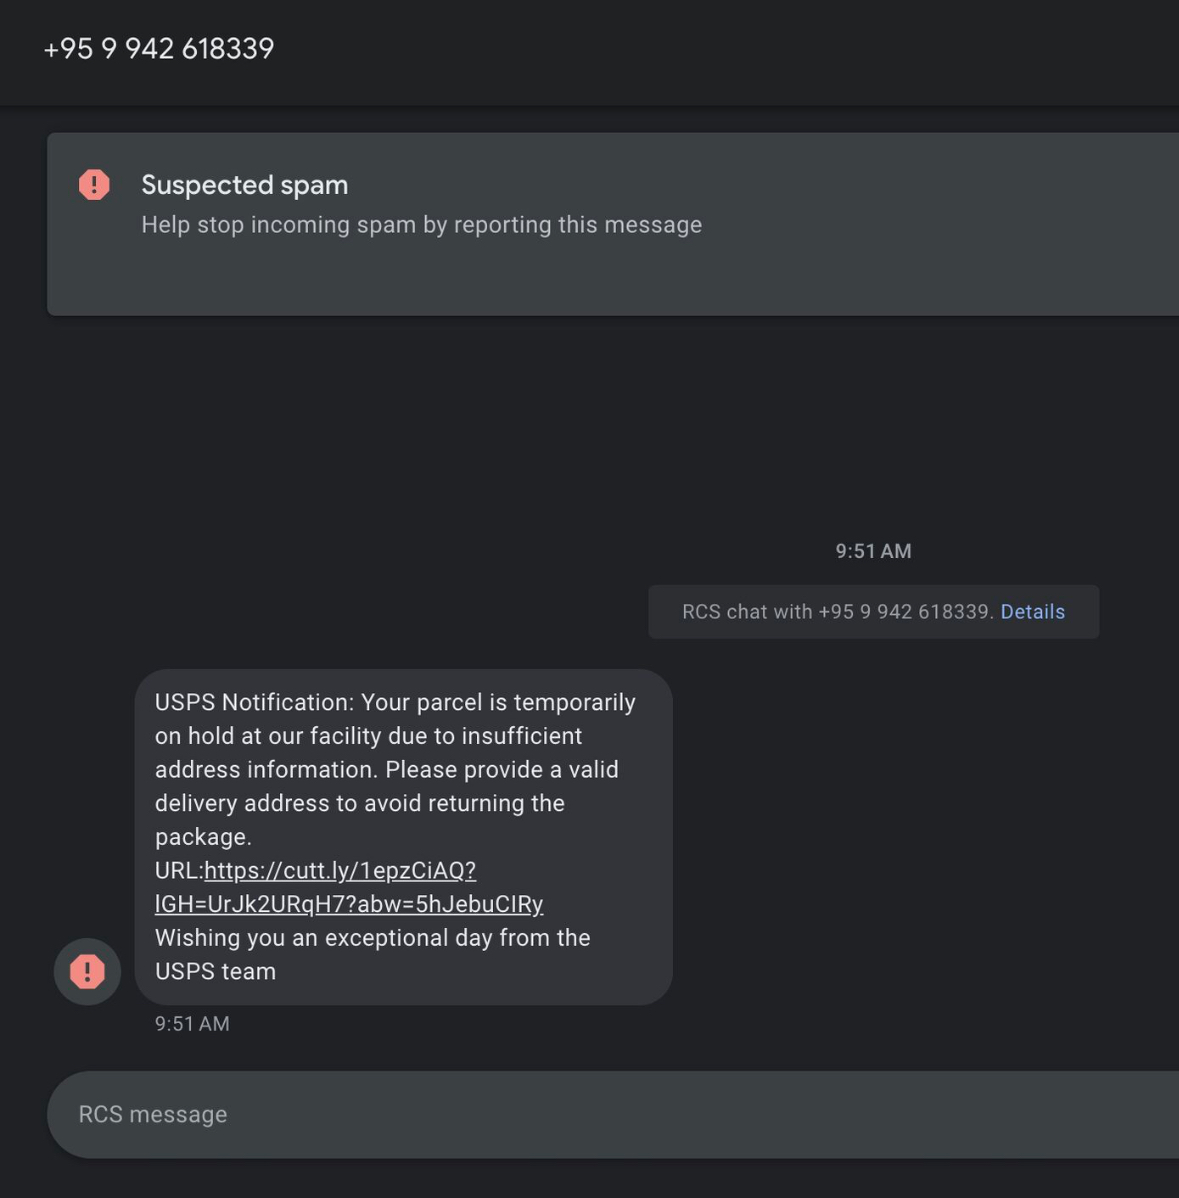 +95 9 942 618339
Suspected spam
Help stop incoming spam by reporting this message
9:51 AM
RCS chat with +95 9 942 618339. Details
USPS Notification: Your parcel is temporarily
on hold at our facility due to insufficient
address information. Please provide a valid
delivery address to avoid returning the
package.
URL:https://cutt.ly/1epzCiAQ?
lGH=UrJk2URqH7?abw=5hJebuCIRy
Wishing you an exceptional day from the
USPS team
9:51 AM
RCS message